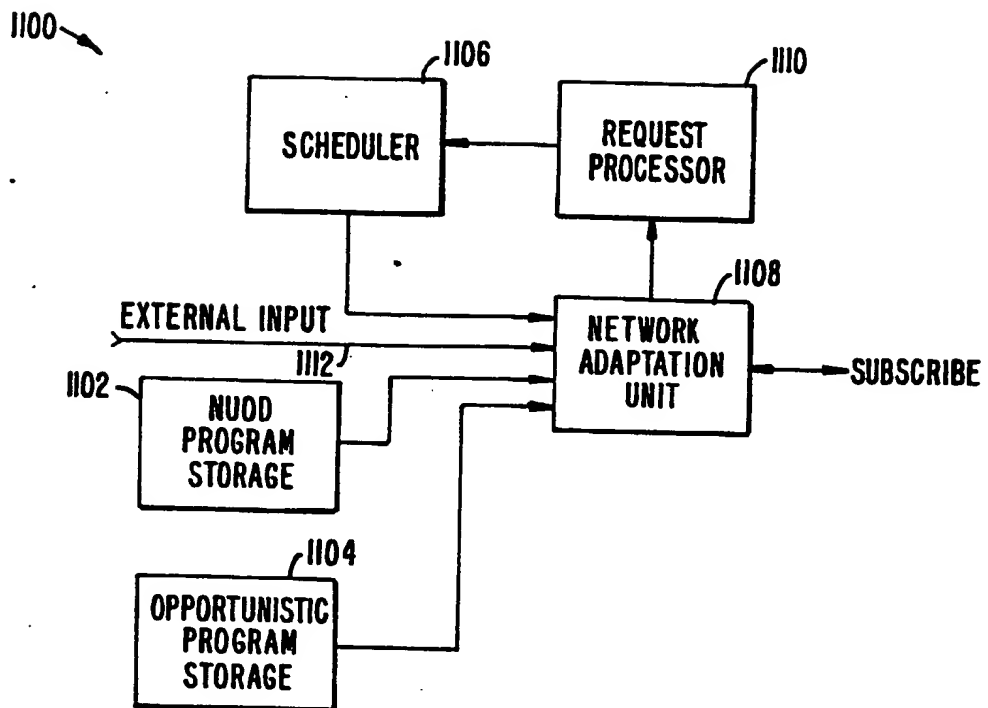 1100
1106
SCHEDULER
1110
REQUEST
PROCESSOR
1108
NETWORK
ADAPTATION
UNIT
EXTERNAL INPUT
1112
SUBSCRIBE
1102
NUOD
PROGRAM
STORAGE
1104
OPPORTUNISTIC
PROGRAM
STORAGE